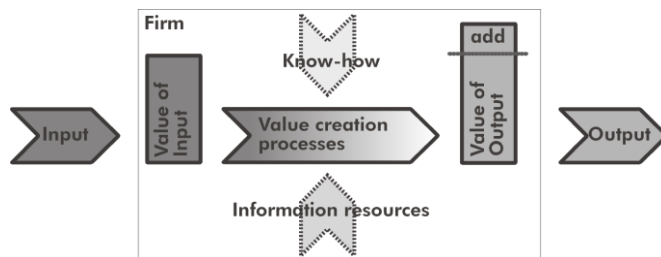 Firm
Know-how
add
Input
Value of
Input
Value creation
processes
Value of
Output
Output
Information resources